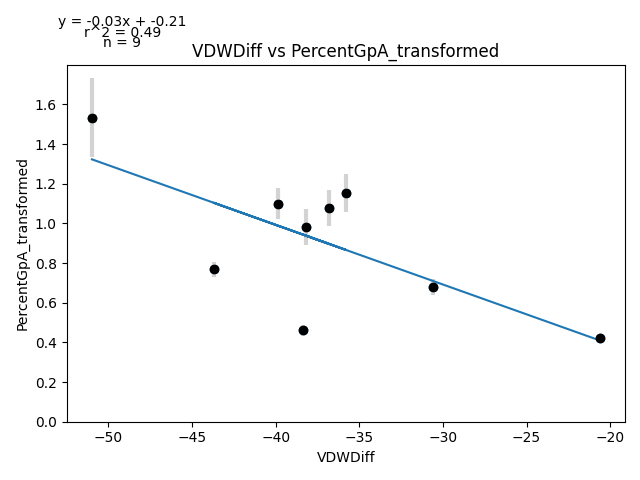 y = -0.03x + -0.21
r^2 = 0.49
n = 9
VDWDiff vs PercentGpA_transformed
PercentGpA_transformed
1.6
1.4
1.2
1.0
0.8
0.6
0.4
0.2
0.0
−50 −45 −40 −35 −30 −25 −20
VDWDiff